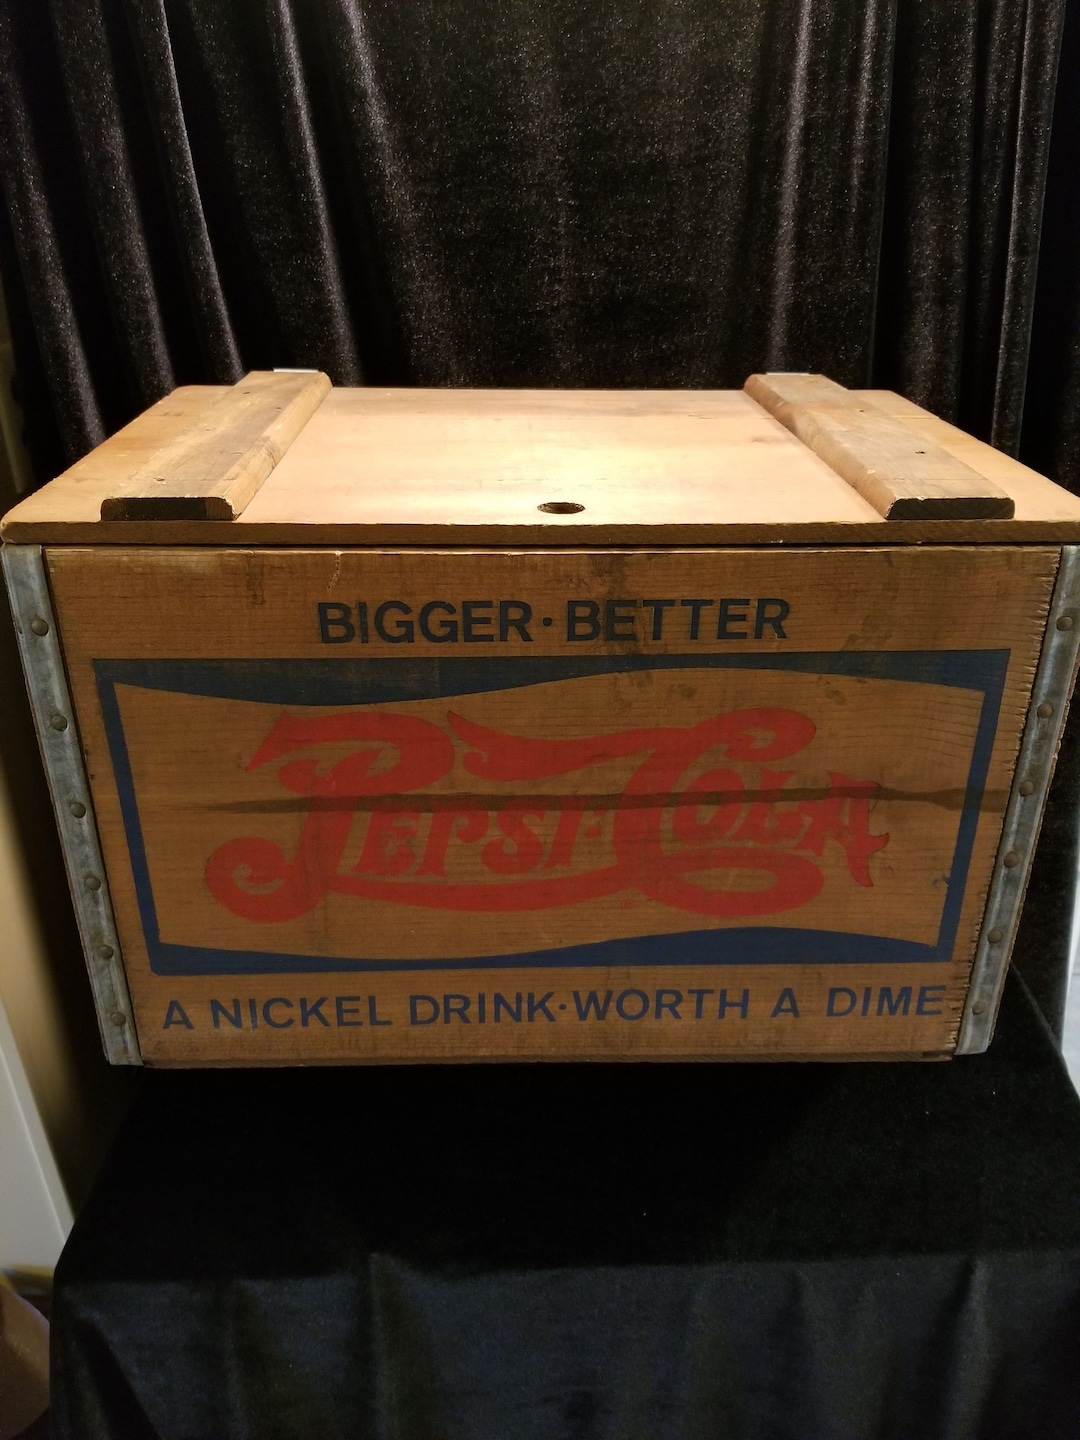 BIGGER·BETTER
PEPSI-COLA
A NICKEL DRINK·WORTH A DIME